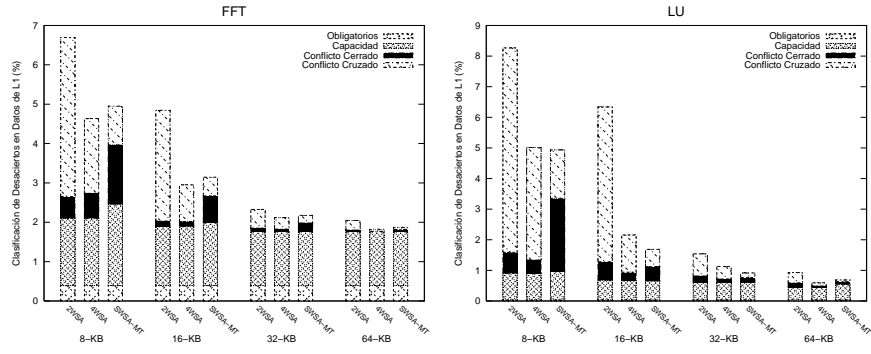 FFT
Clasificación de Desaciertos en Datos de L1 (%)
7
6
5
4
3
2
1
0
Obligatorios
Capacidad
Conflicto Cerrado
Conflicto Cruzado
2WSA 4WSA SWSA−MT 2WSA 4WSA SWSA−MT 2WSA 4WSA SWSA−MT 2WSA 4WSA SWSA−MT
8−KB 16−KB 32−KB 64−KB
LU
Clasificación de Desaciertos en Datos de L1 (%)
9
8
7
6
5
4
3
2
1
0
Obligatorios
Capacidad
Conflicto Cerrado
Conflicto Cruzado
2WSA 4WSA SWSA−MT 2WSA 4WSA SWSA−MT 2WSA 4WSA SWSA−MT 2WSA 4WSA SWSA−MT
8−KB 16−KB 32−KB 64−KB